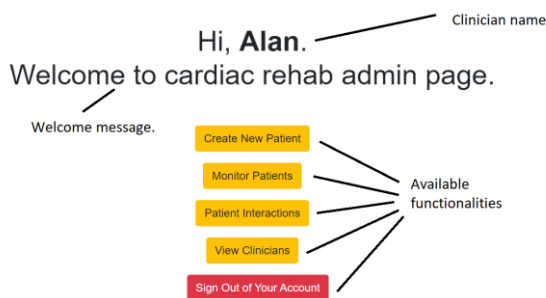 Clinician name
Hi, Alan.
Welcome to cardiac rehab admin page.
Welcome message.
Create New Patient
Monitor Patients
Available
functionalities
Patient Interactions
View Clinicians
Sign Out of Your Account